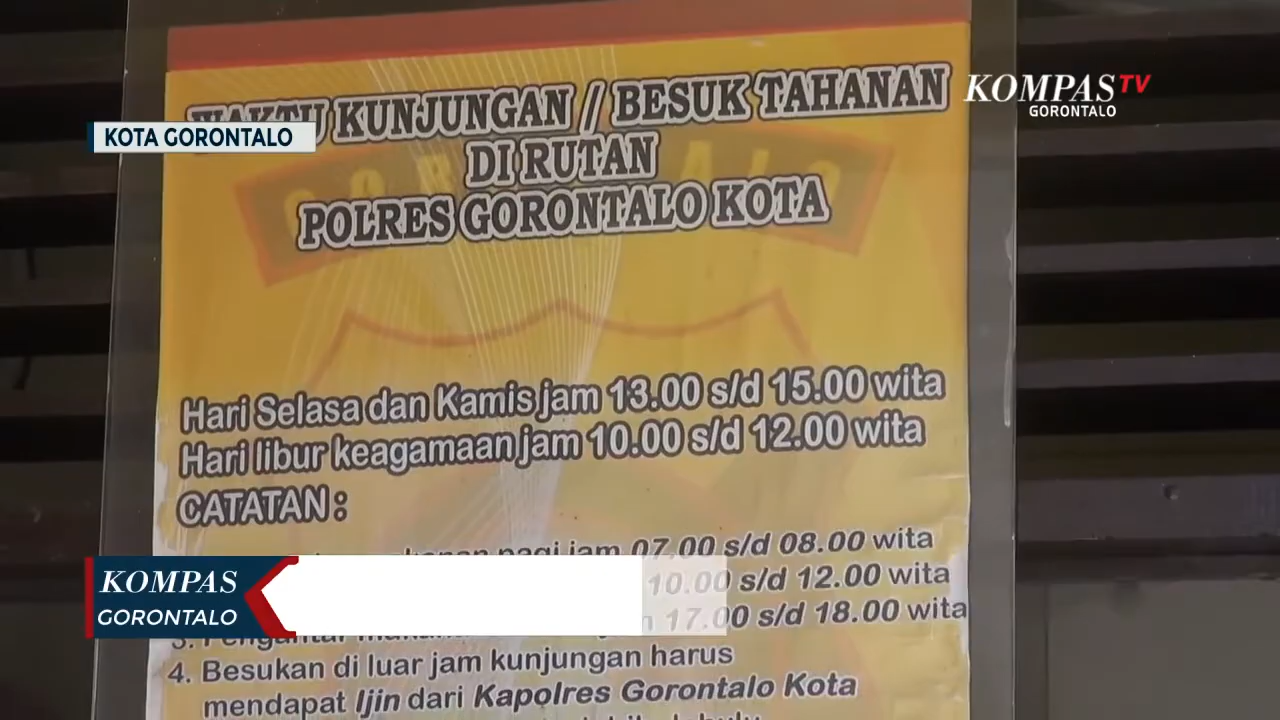 KOMPAS TV
GORONTALO
KOTA GORONTALO
WAKTU KUNJUNGAN / BESUK TAHANAN
DI RUTAN
POLRES GORONTALO KOTA
Hari Selasa dan Kamis jam 13.00 s/d 15.00 wita
Hari libur keagamaan jam 10.00 s/d 12.00 wita
CATATAN :
pagi jam 07.00 s/d 08.00 wita
10.00 s/d 12.00 wita
17.00 s/d 18.00 wita
KOMPAS
GORONTALO
4. Besukan di luar jam kunjungan harus
mendapat Ijin dari Kapolres Gorontalo Kota